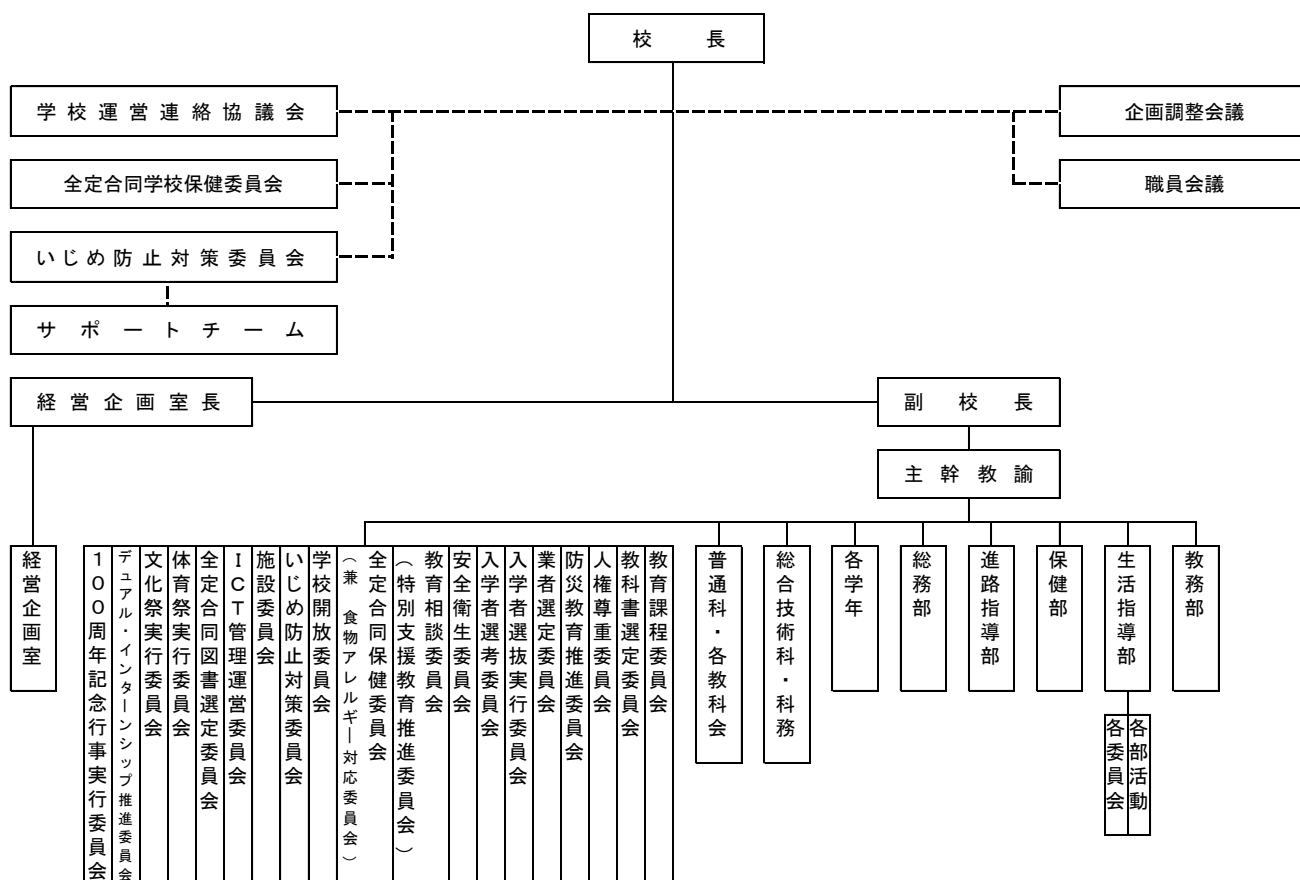 校長
学校運営連絡協議会
企画調整会議
全定合同学校保健委員会
職員会議
いじめ防止対策委員会
サポートチーム
経営企画室長
副校長
主幹教諭
教務部
生活指導部
各部活動
各委員会
保健部
進路指導部
総務部
各学年
総合技術科・科務
普通科・各教科会
教育課程委員会
教科書選定委員会
人権尊重委員会
防災教育推進委員会
業者選定委員会
入学者選抜実行委員会
入学者選考委員会
安全衛生委員会
教育相談委員会
（特別支援教育推進委員会）
全定合同保健委員会
（兼　食物アレルギー対応委員会）
学校開放委員会
いじめ防止対策委員会
施設委員会
ＩＣＴ管理運営委員会
全定合同図書選定委員会
体育祭実行委員会
文化祭実行委員会
デュアル・インターンシップ推進委員会
１００周年記念行事実行委員会
経営企画室